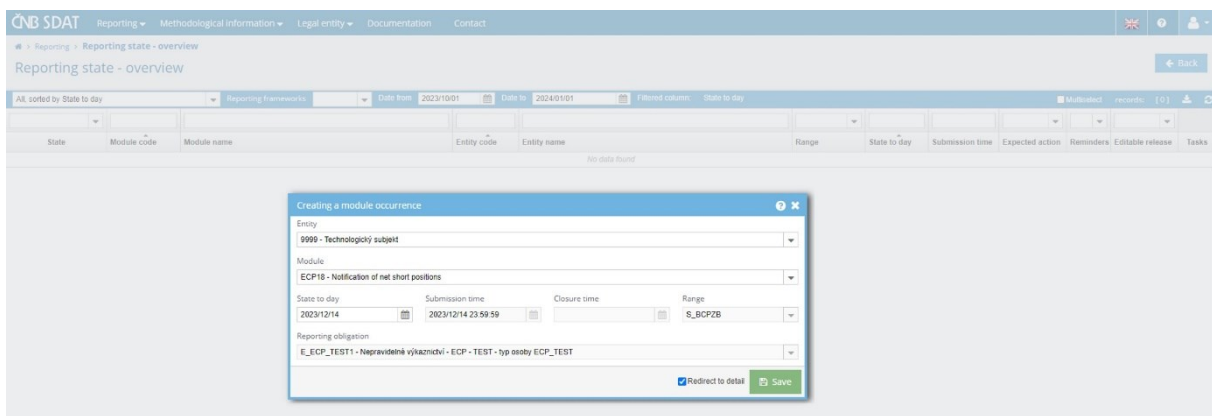 ČNB SDAT Reporting Methodological information Legal entity Documentation Contact
Reporting Reporting state - overview
Reporting state - overview
Back
All, sorted by State to day Reporting frameworks Date from 2023/10/01 Date to 2024/01/01 Filtered column: State to day Multiselect records: [0]
State Module code Module name Entity code Entity name Range State to day Submission time Expected action Reminders Editable release Tasks
No data found
Creating a module occurrence
Entity
9999 - Technologický subjekt
Module
ECP18 - Notification of net short positions
State to day Submission time Closure time Range
2023/12/14 2023/12/14 23:59:59 S_BCPZB
Reporting obligation
E_ECP_TEST1 - Nepravidelné výkaznictví - ECP - TEST - typ osoby ECP_TEST
Redirect to detail Save